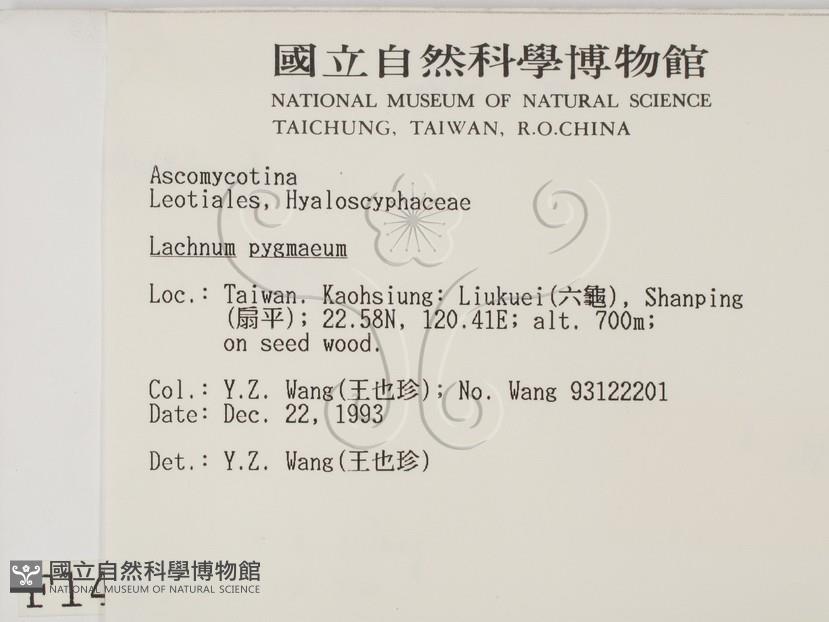 國立自然科學博物館
NATIONAL MUSEUM OF NATURAL SCIENCE
TAICHUNG, TAIWAN, R.O.CHINA
Ascomycotina
Leotiales, Hyaloscyphaceae
Lachnum pygmaeum
Loc.: Taiwan. Kaohsiung: Liukuei(六龜), Shanping
(扇平); 22.58N, 120.41E; alt. 700m;
on seed wood.
Col.: Y.Z. Wang(王也珍); No. Wang 93122201
Date: Dec. 22, 1993
Det.: Y.Z. Wang(王也珍)
國立自然科學博物館
NATIONAL MUSEUM OF NATURAL SCIENCE